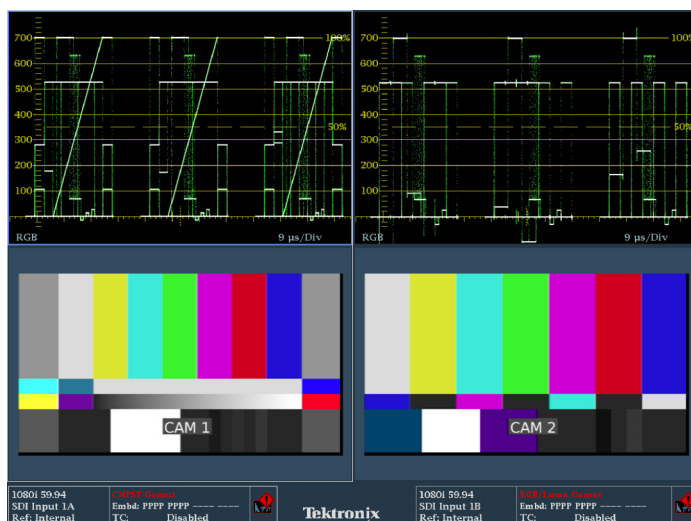 700
100%
600
500
400
50%
300
200
100
0
RGB
9 µs/Div
700
100%
600
500
400
50%
300
200
100
0
RGB
9 µs/Div
CAM 1
CAM 2
1080i 59.94
CMPST Gamut
SDI Input 1A
Embd: PPPP PPPP ---- ----
Ref: Internal
TC: Disabled
Tektronix
1080i 59.94
RGB/Luma Gamut
SDI Input 1B
Embd: PPPP PPPP ---- ----
Ref: Internal
TC: Disabled